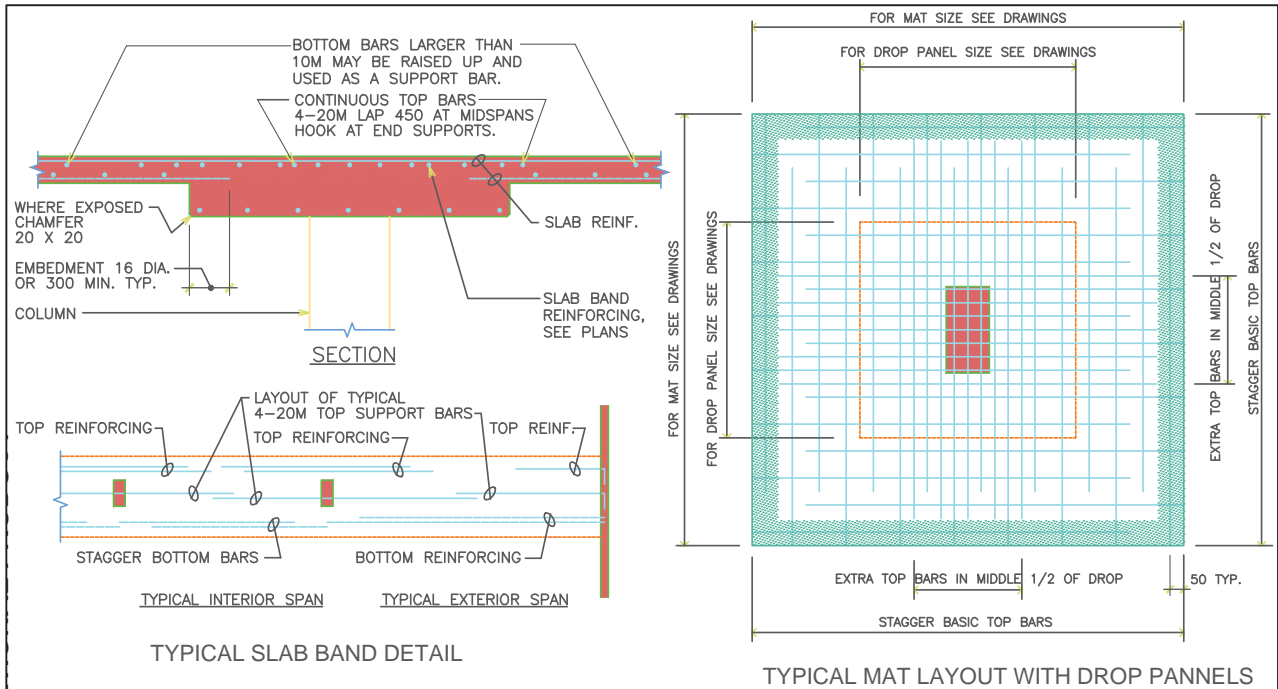 BOTTOM BARS LARGER THAN
10M MAY BE RAISED UP AND
USED AS A SUPPORT BAR.
CONTINUOUS TOP BARS
4-20M LAP 450 AT MIDSPANS
HOOK AT END SUPPORTS.
WHERE EXPOSED
CHAMFER
20 X 20
EMBEDMENT 16 DIA.
OR 300 MIN. TYP.
COLUMN
SLAB REINF.
SLAB BAND
REINFORCING,
SEE PLANS
SECTION
LAYOUT OF TYPICAL
4-20M TOP SUPPORT BARS
TOP REINFORCING
TOP REINFORCING
TOP REINF.
STAGGER BOTTOM BARS
BOTTOM REINFORCING
TYPICAL INTERIOR SPAN
TYPICAL EXTERIOR SPAN
TYPICAL SLAB BAND DETAIL
FOR MAT SIZE SEE DRAWINGS
FOR DROP PANEL SIZE SEE DRAWINGS
FOR MAT SIZE SEE DRAWINGS
FOR DROP PANEL SIZE SEE DRAWINGS
EXTRA TOP BARS IN MIDDLE 1/2 OF DROP
STAGGER BASIC TOP BARS
EXTRA TOP BARS IN MIDDLE 1/2 OF DROP
50 TYP.
STAGGER BASIC TOP BARS
TYPICAL MAT LAYOUT WITH DROP PANNELS